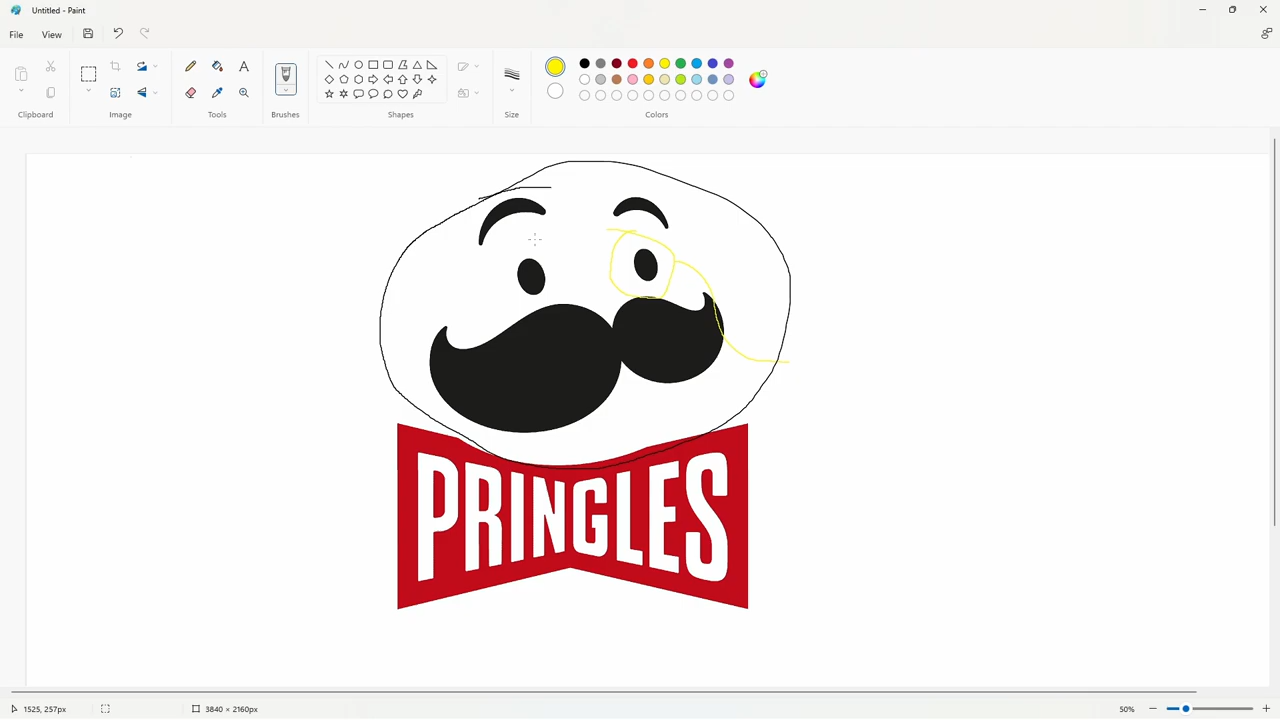 Untitled - Paint
File View
Clipboard Image Tools Brushes Shapes Size Colors
PRINGLES
1525, 257px 3840 × 2160px 50%